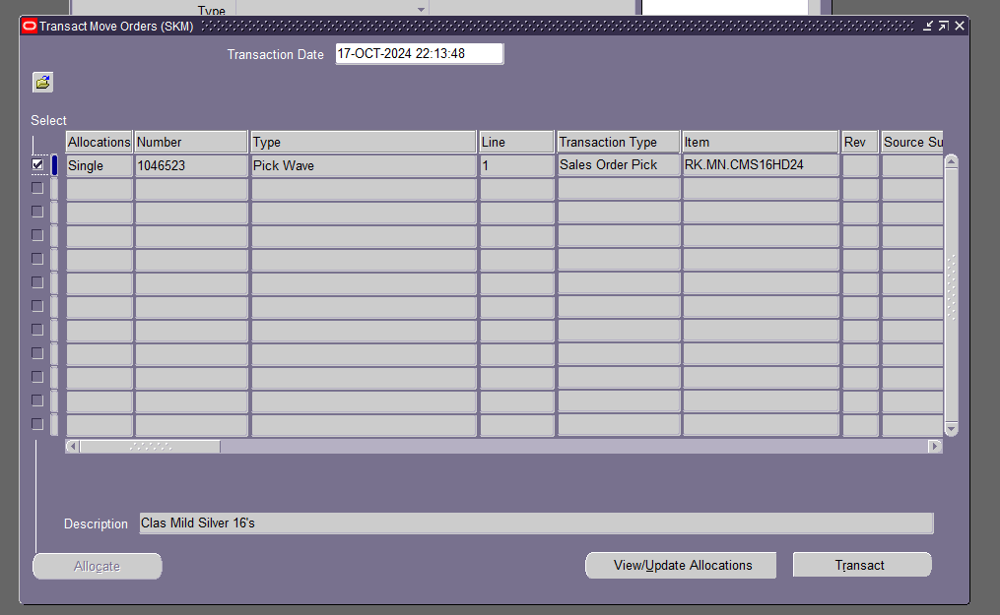 Type
Transact Move Orders (SKM)
Transaction Date 17-OCT-2024 22:13:48
Select
Allocations Number Type Line Transaction Type Item Rev Source Su
Single 1046523 Pick Wave 1 Sales Order Pick RK.MN.CMS16HD24
Description Clas Mild Silver 16's
Allocate View/Update Allocations Transact